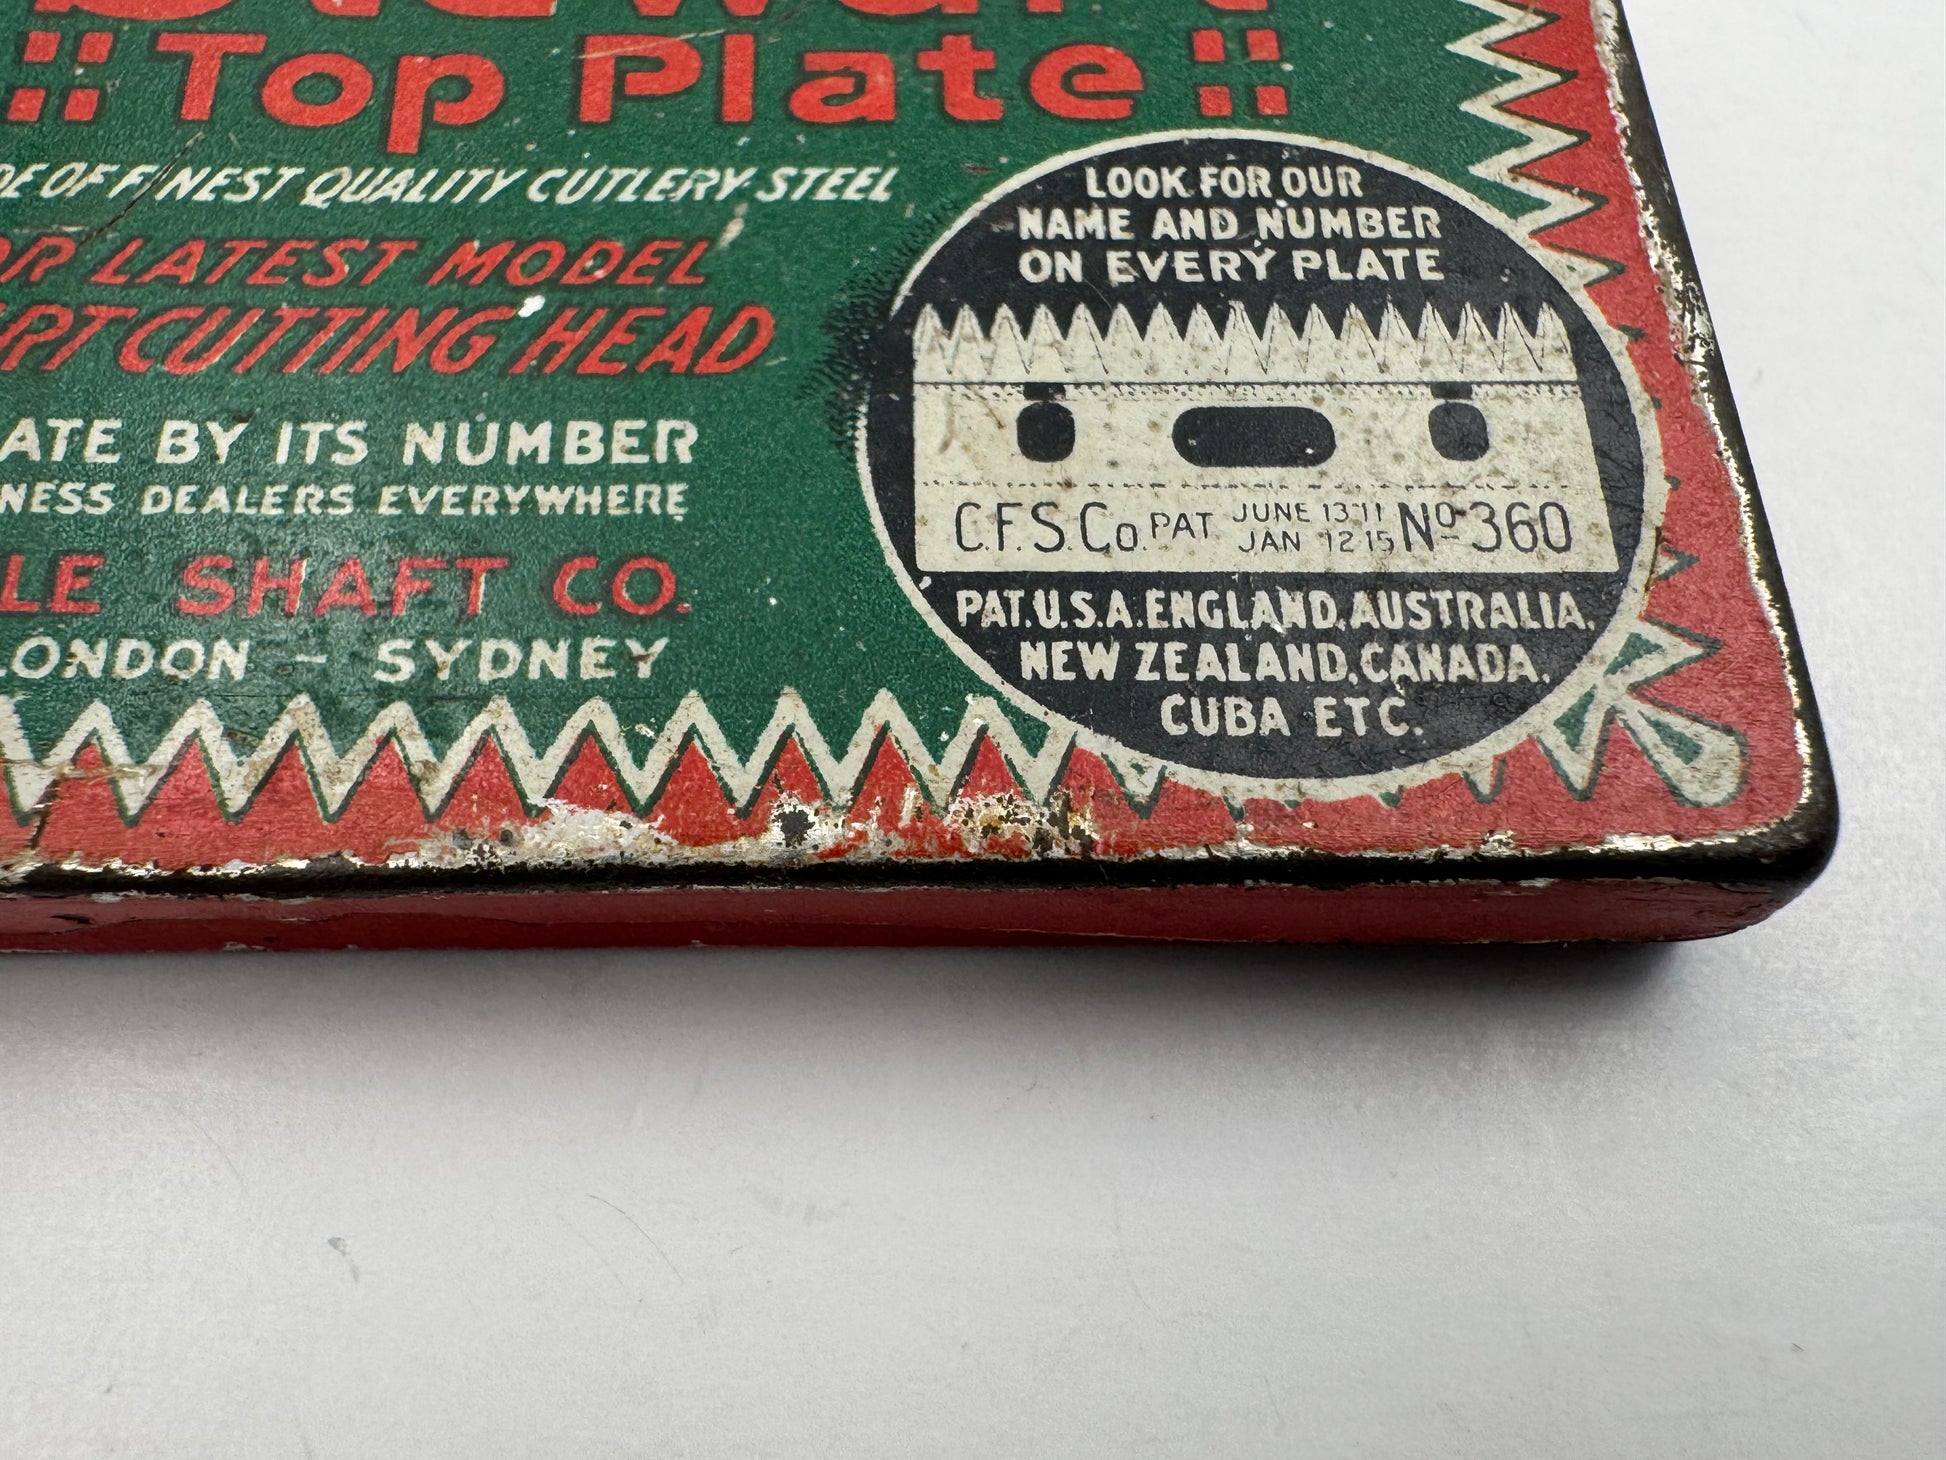 Stewart
Top Plate
DE OF FINEST QUALITY CUTLERY STEEL
OR LATEST MODEL
RT CUTTING HEAD
ATE BY ITS NUMBER
NESS DEALERS EVERYWHERE
LE SHAFT CO.
LONDON - SYDNEY
LOOK FOR OUR
NAME AND NUMBER
ON EVERY PLATE
C.F.S.Co. PAT. JUNE 13 11 JAN 12 15 No 360
PAT.U.S.A.ENGLAND,AUSTRALIA,
NEW ZEALAND,CANADA,
CUBA ETC.